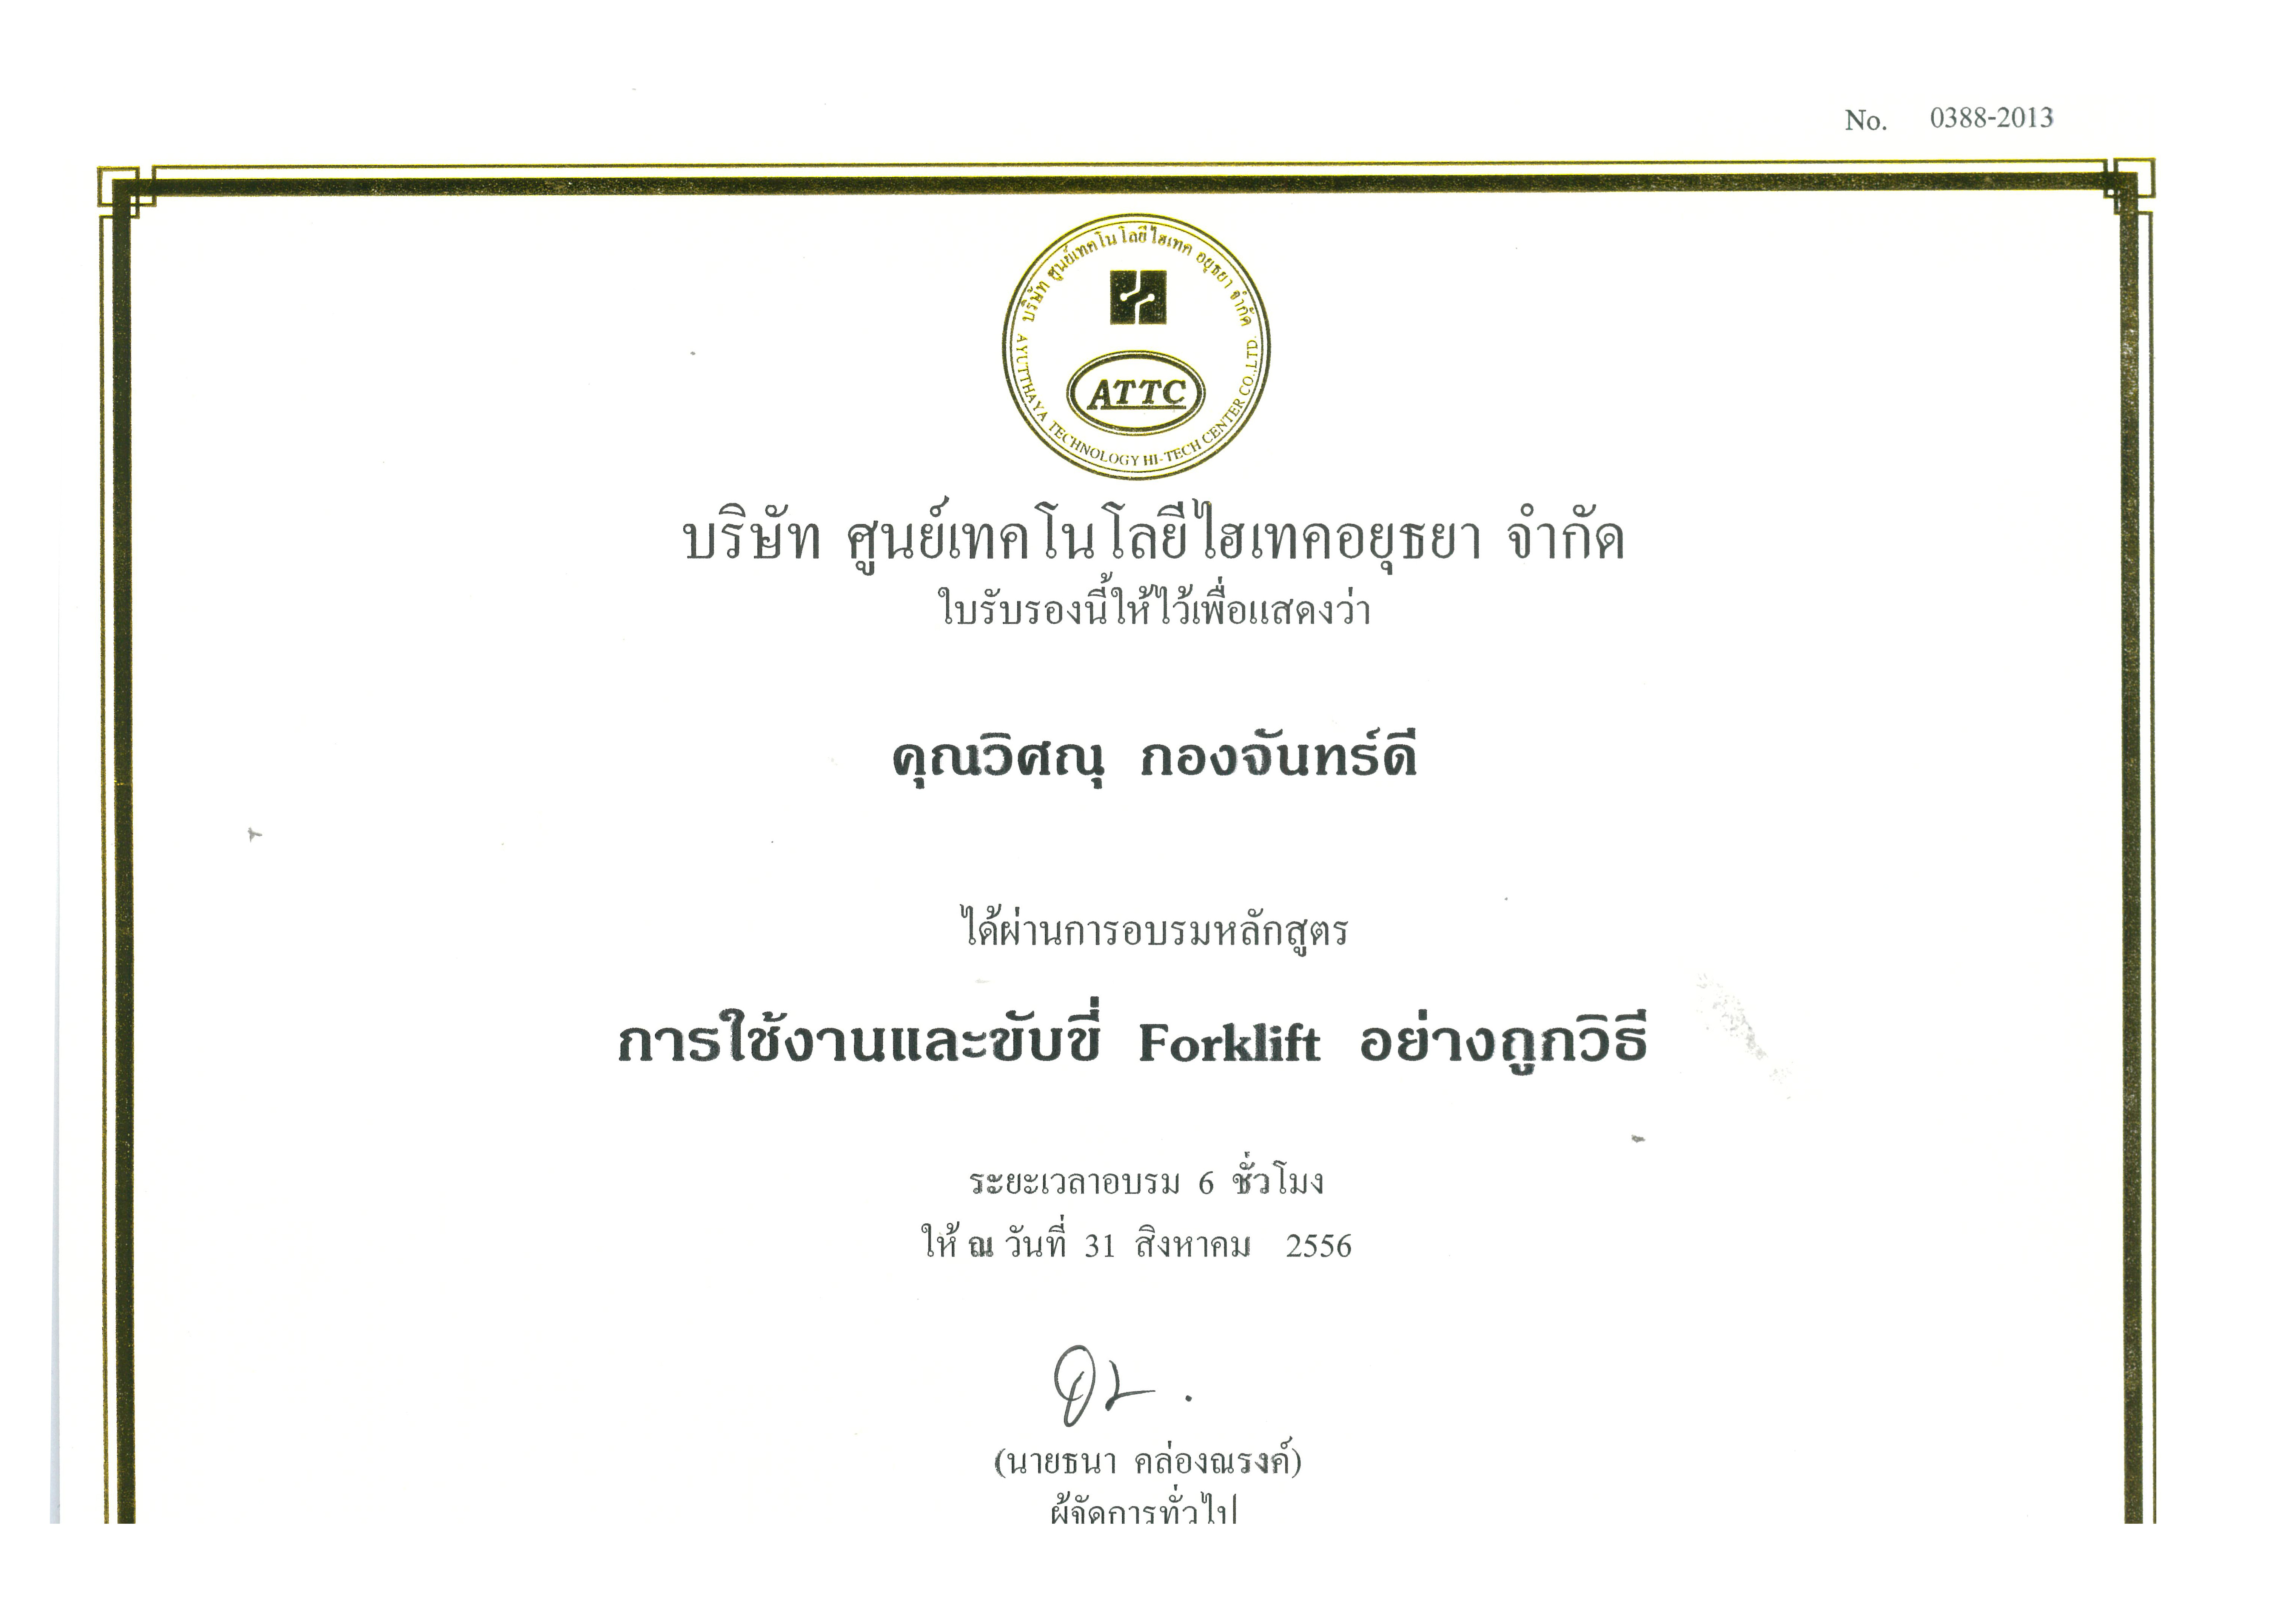 No. 0388-2013
บริษัท ศูนย์เทคโนโลยีไฮเทค อยุธยา จำกัด
ATTC
AYUTTHAYA TECHNOLOGY HI-TECH CENTER CO.,LTD.
บริษัท ศูนย์เทคโนโลยีไฮเทคอยุธยา จำกัด
ใบรับรองนี้ให้ไว้เพื่อแสดงว่า
คุณวิศณุ กองจันทร์ดี
ได้ผ่านการอบรมหลักสูตร
การใช้งานและขับขี่ Forklift อย่างถูกวิธี
ระยะเวลาอบรม 6 ชั่วโมง
ให้ ณ วันที่ 31 สิงหาคม 2556
(นายธนา คล่องณรงค์)
ผู้จัดการทั่วไป